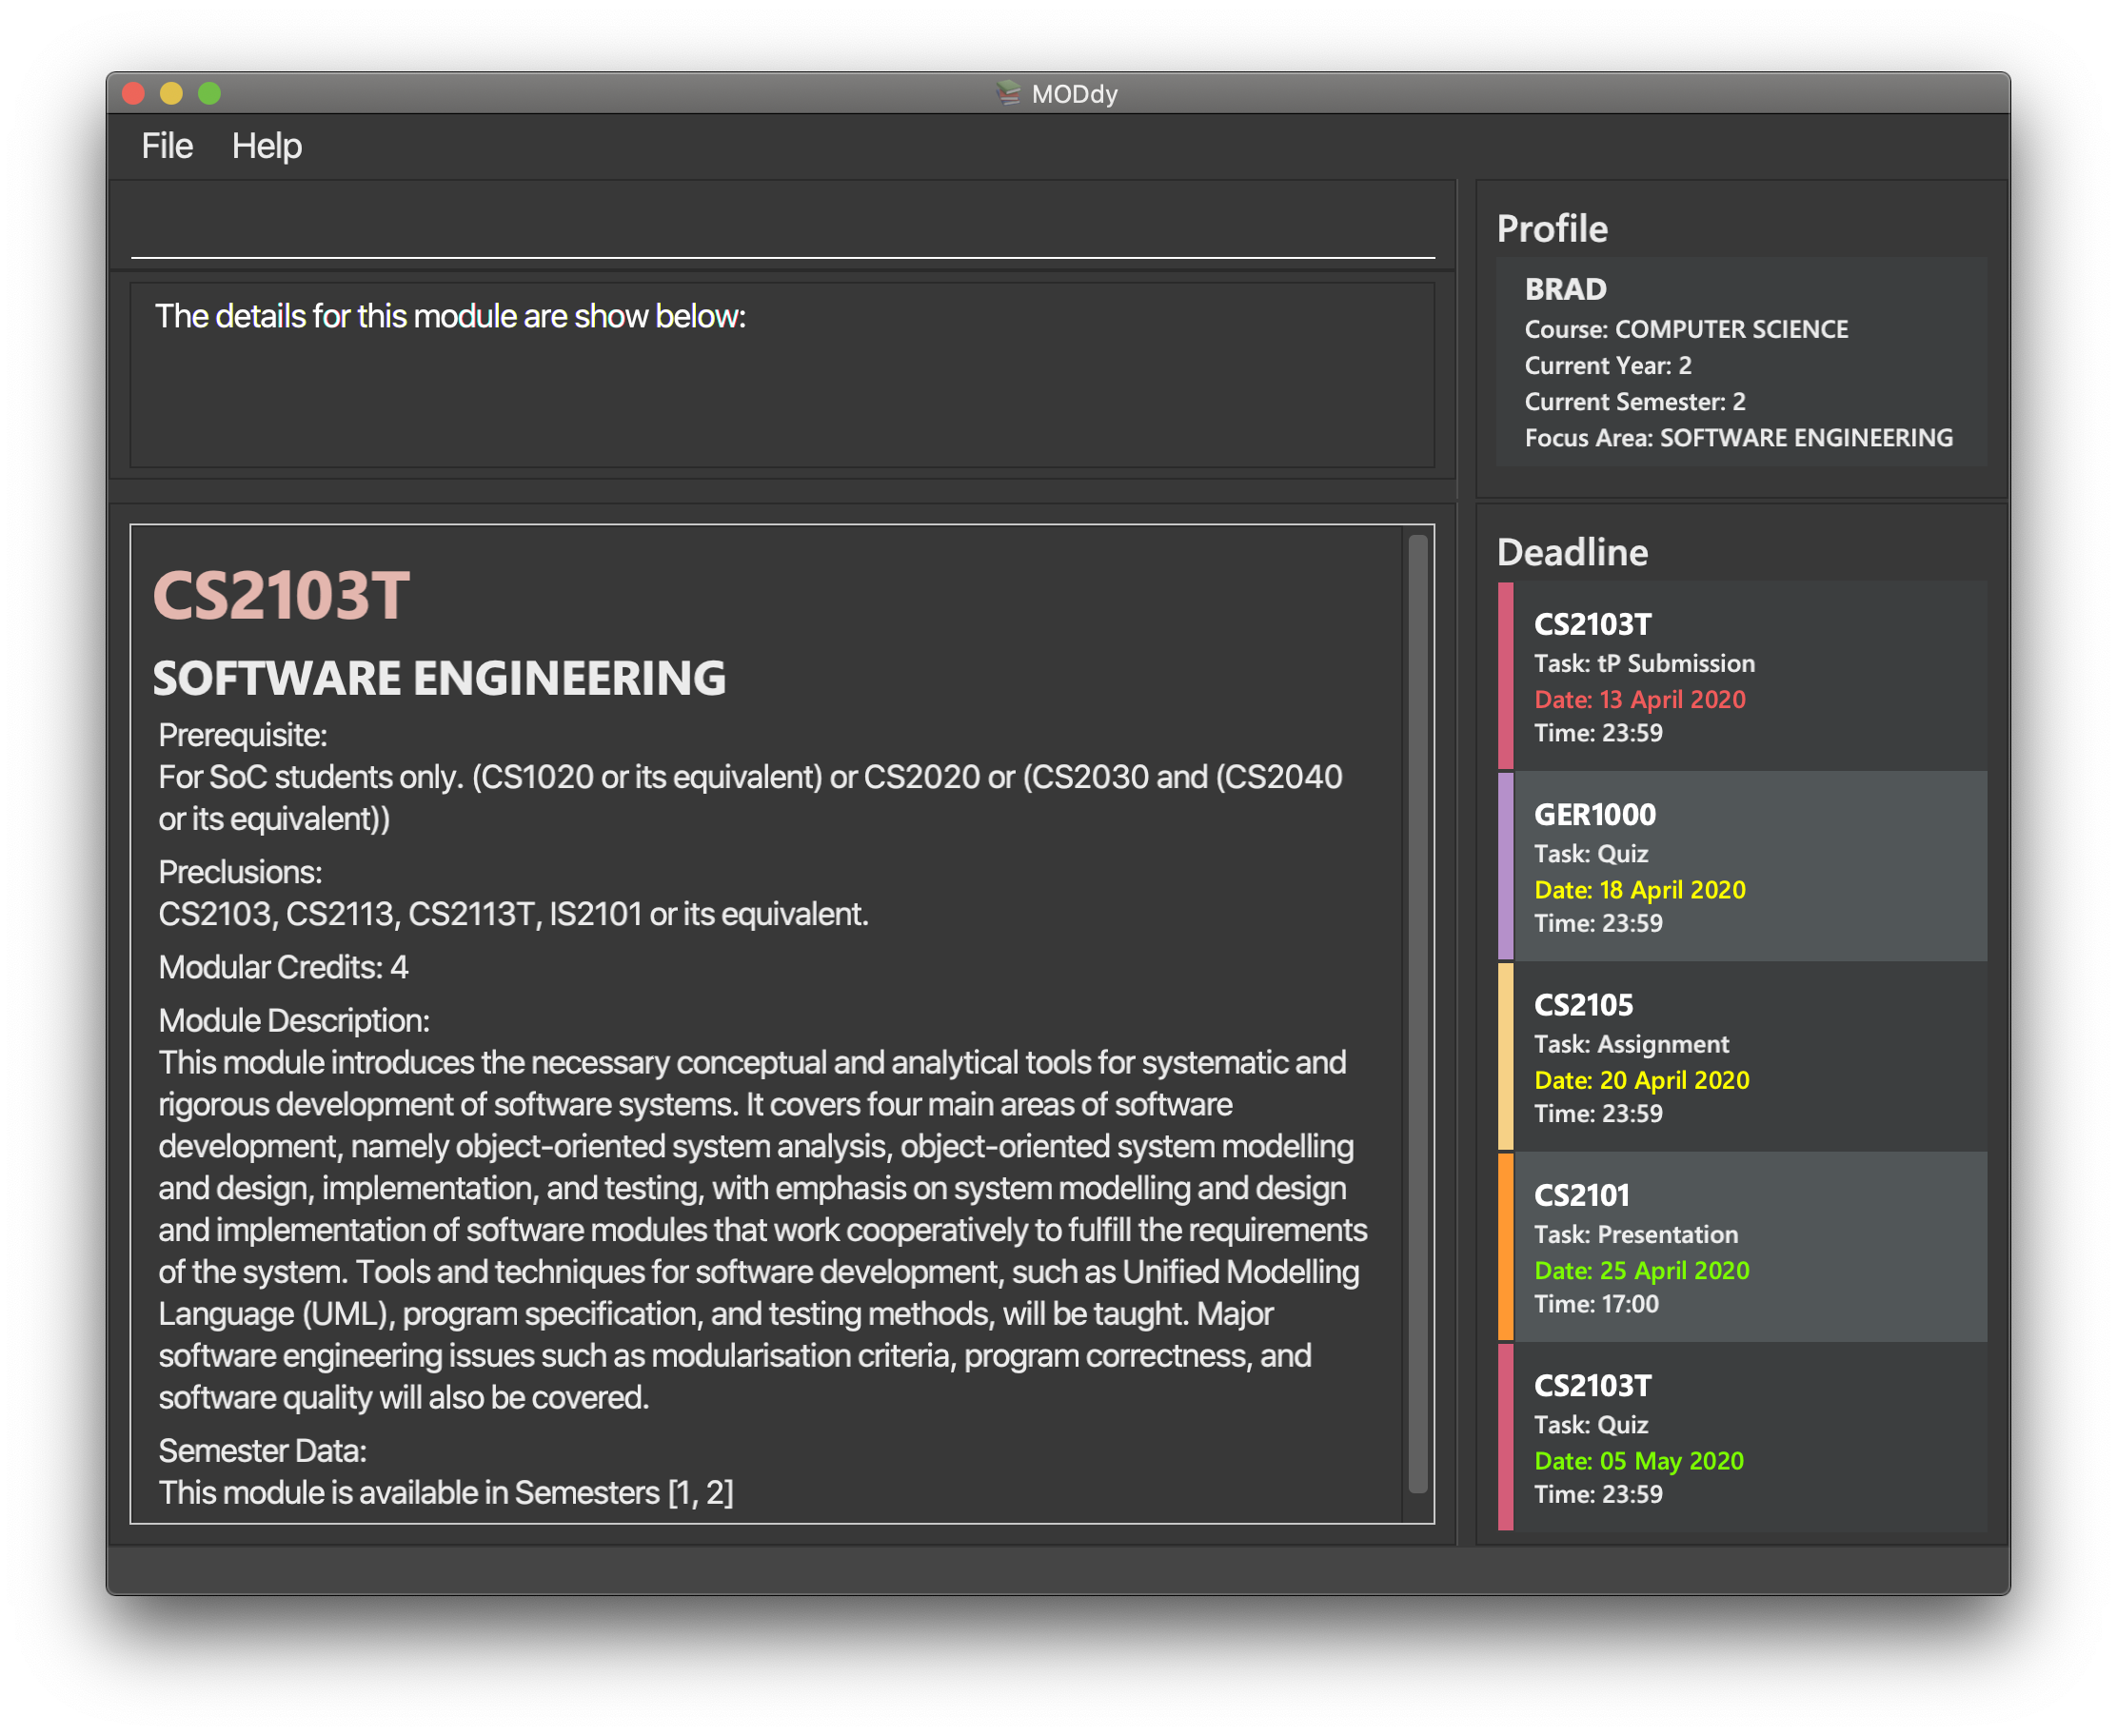 MODdy
File Help
The details for this module are show below:
CS2103T
SOFTWARE ENGINEERING
Prerequisite:
For SoC students only. (CS1020 or its equivalent) or CS2020 or (CS2030 and (CS2040
or its equivalent))
Preclusions:
CS2103, CS2113, CS2113T, IS2101 or its equivalent.
Modular Credits: 4
Module Description:
This module introduces the necessary conceptual and analytical tools for systematic and
rigorous development of software systems. It covers four main areas of software
development, namely object-oriented system analysis, object-oriented system modelling
and design, implementation, and testing, with emphasis on system modelling and design
and implementation of software modules that work cooperatively to fulfill the requirements
of the system. Tools and techniques for software development, such as Unified Modelling
Language (UML), program specification, and testing methods, will be taught. Major
software engineering issues such as modularisation criteria, program correctness, and
software quality will also be covered.
Semester Data:
This module is available in Semesters [1, 2]
Profile
BRAD
Course: COMPUTER SCIENCE
Current Year: 2
Current Semester: 2
Focus Area: SOFTWARE ENGINEERING
Deadline
CS2103T
Task: tP Submission
Date: 13 April 2020
Time: 23:59
GER1000
Task: Quiz
Date: 18 April 2020
Time: 23:59
CS2105
Task: Assignment
Date: 20 April 2020
Time: 23:59
CS2101
Task: Presentation
Date: 25 April 2020
Time: 17:00
CS2103T
Task: Quiz
Date: 05 May 2020
Time: 23:59